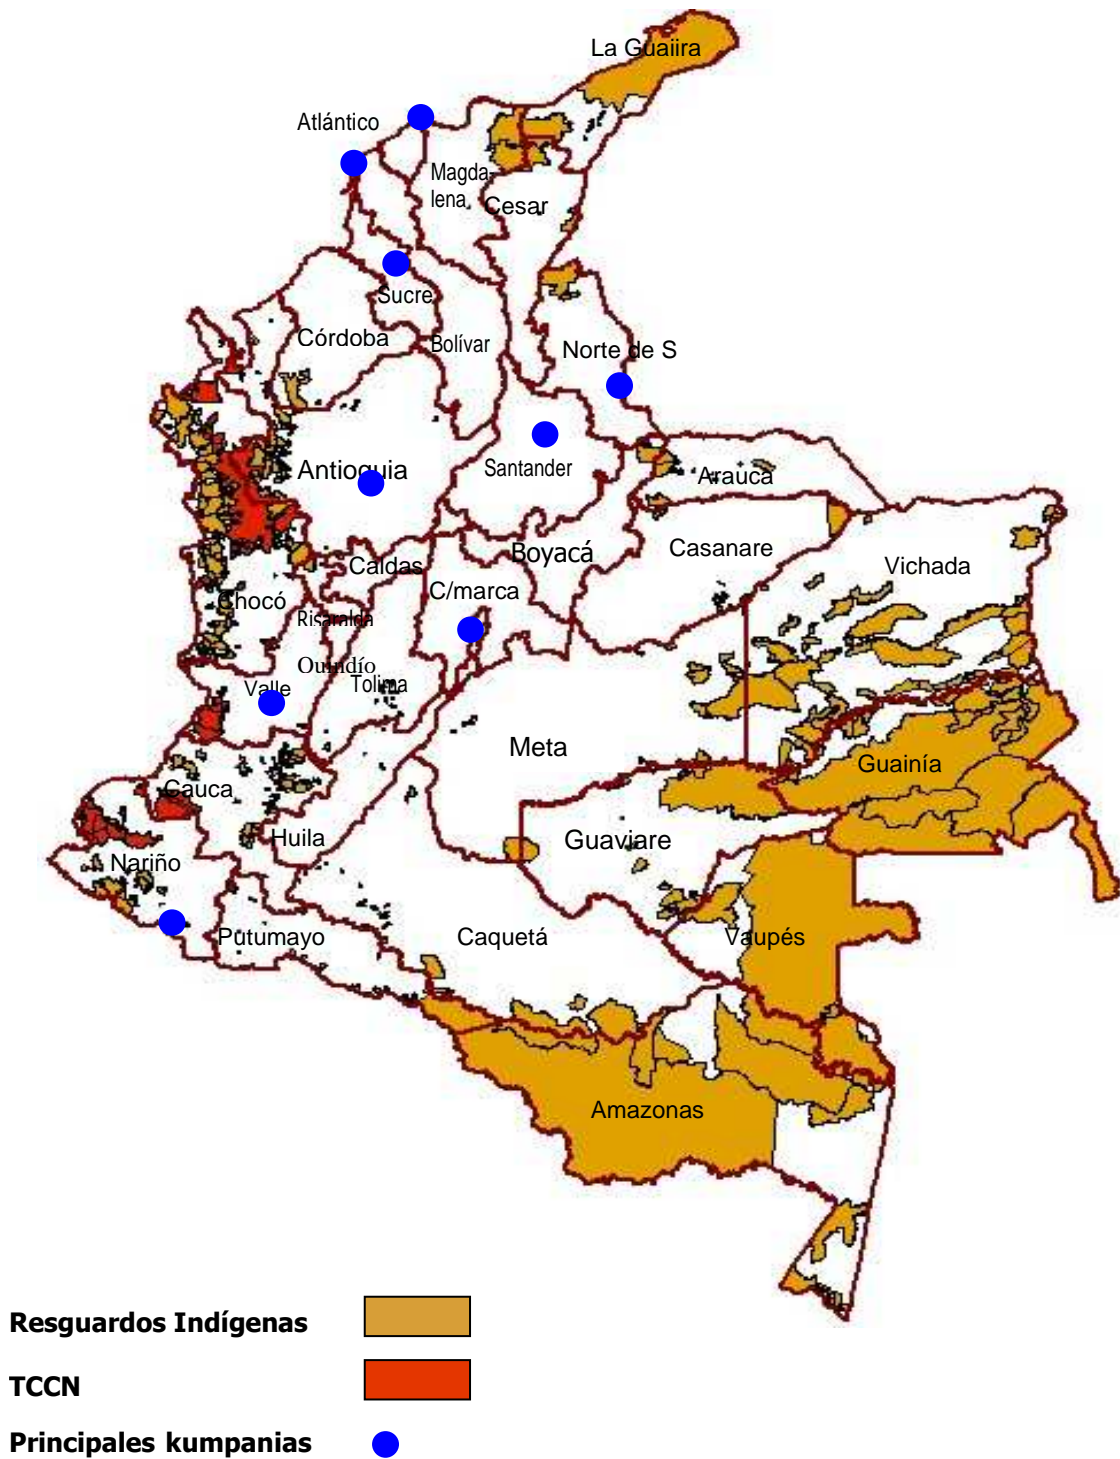 La Guaiira
Atlántico
Magda-
lena
Cesar
Sucre
Córdoba
Bolívar
Norte de S
Antioquia
Santander
Arauca
Boyacá
Casanare
Caldas
Vichada
C/marca
Chocó
Risaralda
Quindío
Valle
Tolima
Meta
Guainía
Cauca
Huila
Guaviare
Nariño
Putumayo
Caquetá
Vaupés
Amazonas
Resguardos Indígenas
TCCN
Principales kumpanias